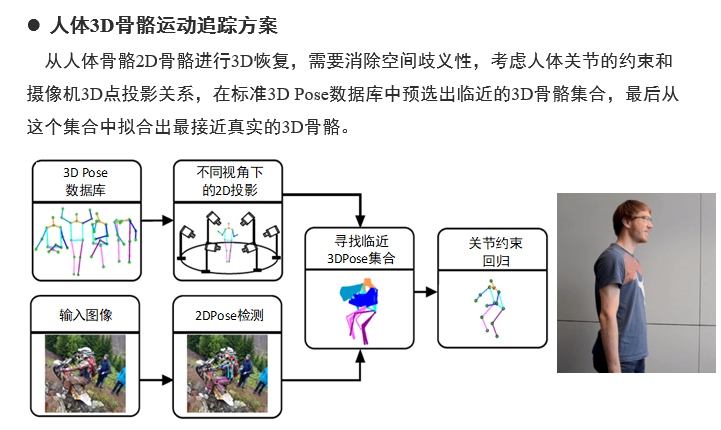 ● 人体3D骨骼运动追踪方案
从人体骨骼2D骨骼进行3D恢复，需要消除空间歧义性，考虑人体关节的约束和
摄像机3D点投影关系，在标准3D Pose数据库中预选出临近的3D骨骼集合，最后从
这个集合中拟合出最接近真实的3D骨骼。
3D Pose
数据库
不同视角下
的2D投影
寻找临近
3DPose集合
关节约束
回归
输入图像
2DPose检测